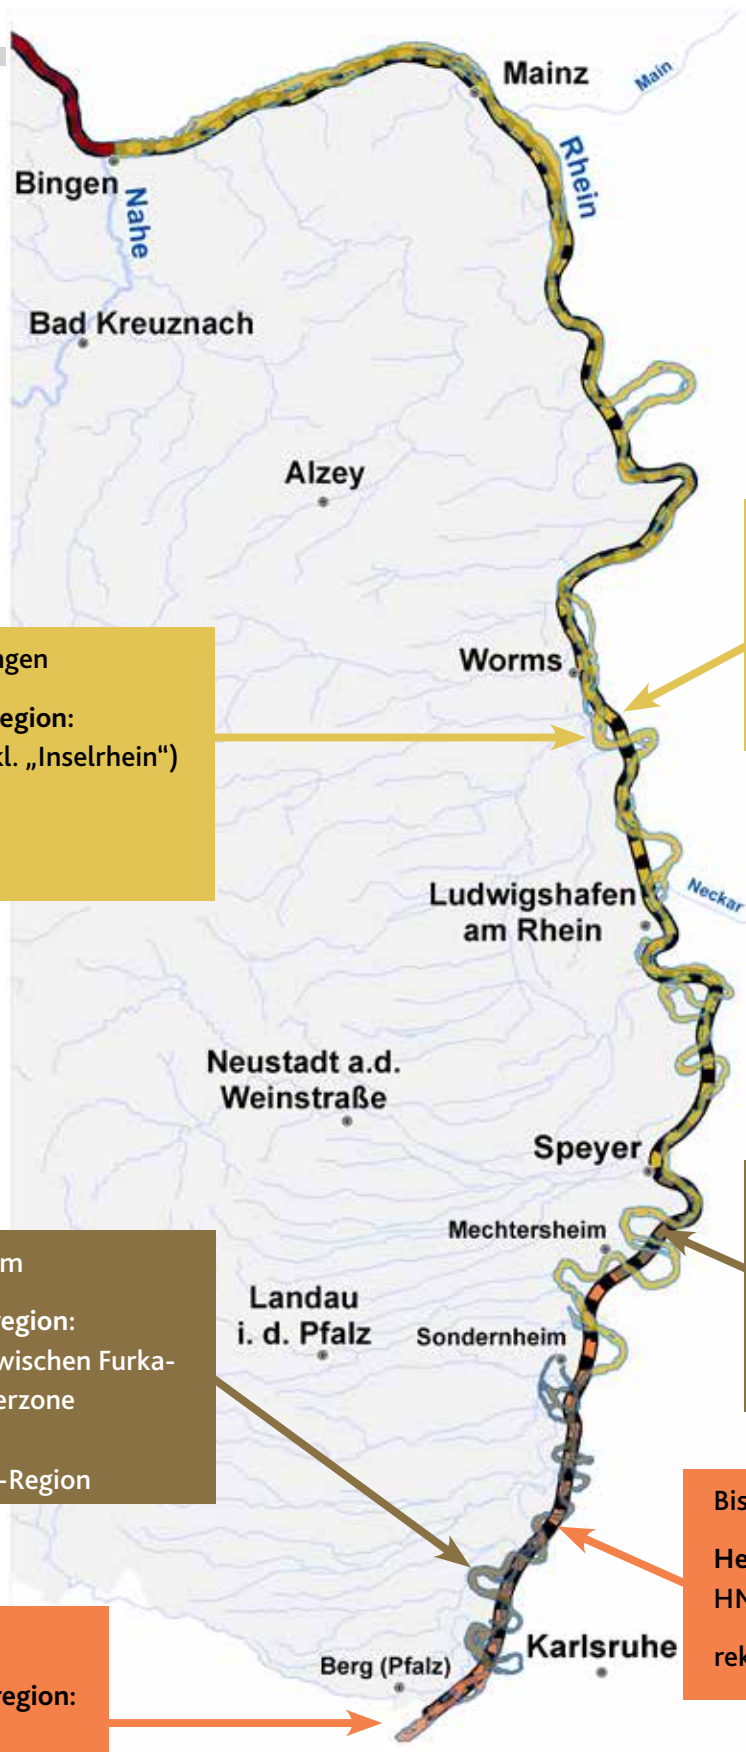 Mainz
Main
Rhein
Bingen
Nahe
Bad Kreuznach
Alzey
Worms
ngen
egion:
kl. „Inselrhein“)
Ludwigshafen
am Rhein
Neckar
Neustadt a.d.
Weinstraße
Speyer
Mechtersheim
m
region:
wischen Furka-
erzone
-Region
Landau
i. d. Pfalz
Sondernheim
Bis
He
HN
rek
Karlsruhe
Berg (Pfalz)
region: